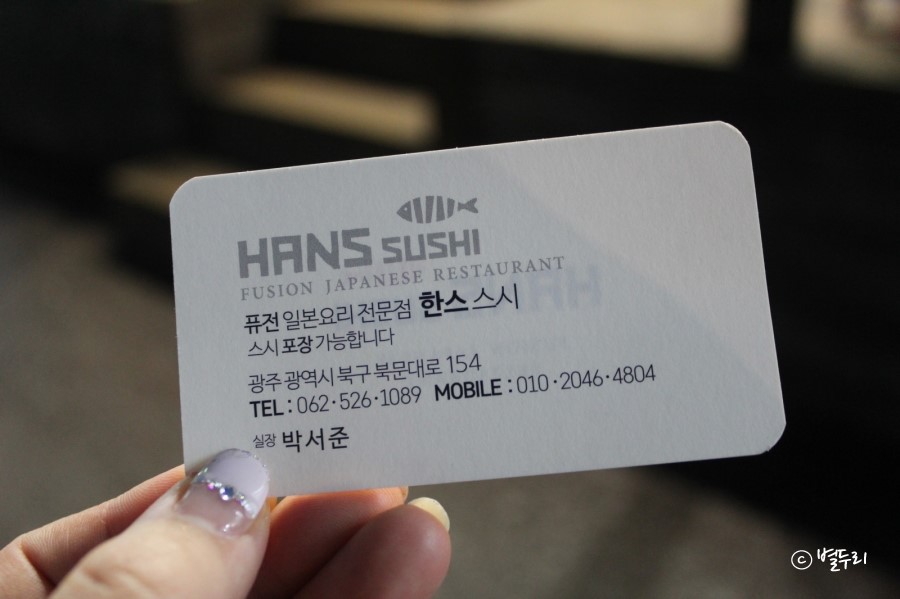 HANS SUSHI
FUSION JAPANESE RESTAURANT
퓨전 일본요리 전문점 한스 스시
스시 포장 가능합니다
광주 광역시 북구 북문대로 154
TEL : 062·526·1089 MOBILE : 010·2046·4804
실장 박서준
ⓒ 별두리